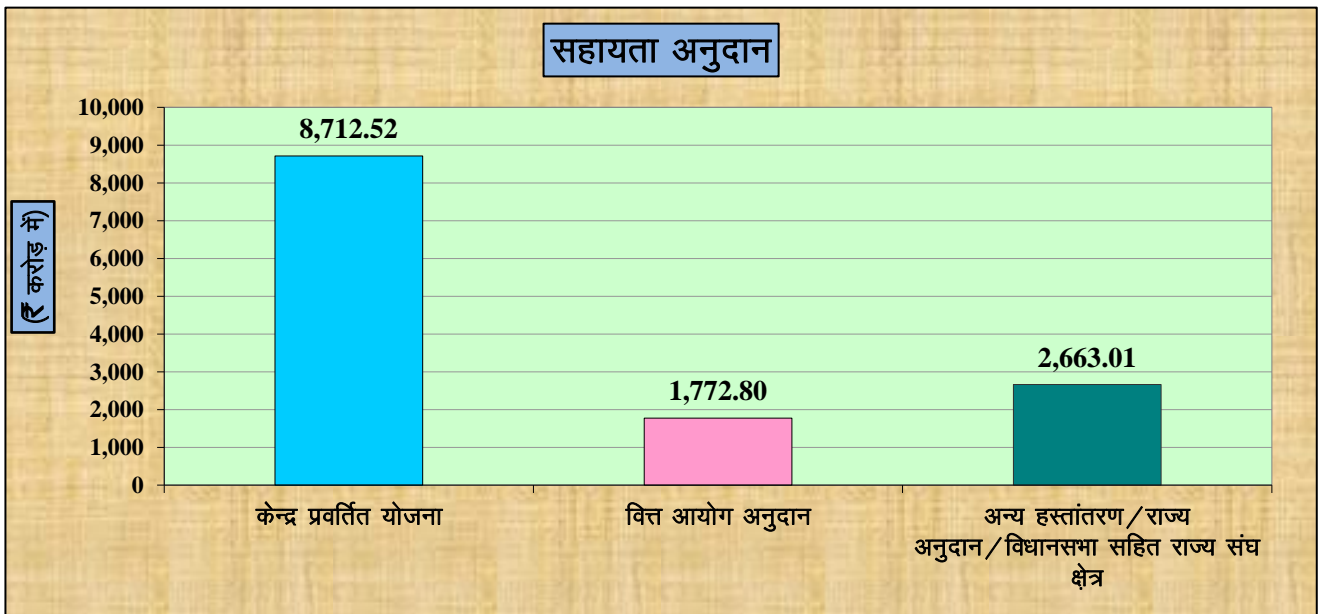 सहायता अनुदान
(₹ करोड़ में)
10,000
9,000
8,000
7,000
6,000
5,000
4,000
3,000
2,000
1,000
0
8,712.52
1,772.80
2,663.01
केन्द्र प्रवर्तित योजना
वित्त आयोग अनुदान
अन्य हस्तांतरण/राज्य
अनुदान/विधानसभा सहित राज्य संघ
क्षेत्र